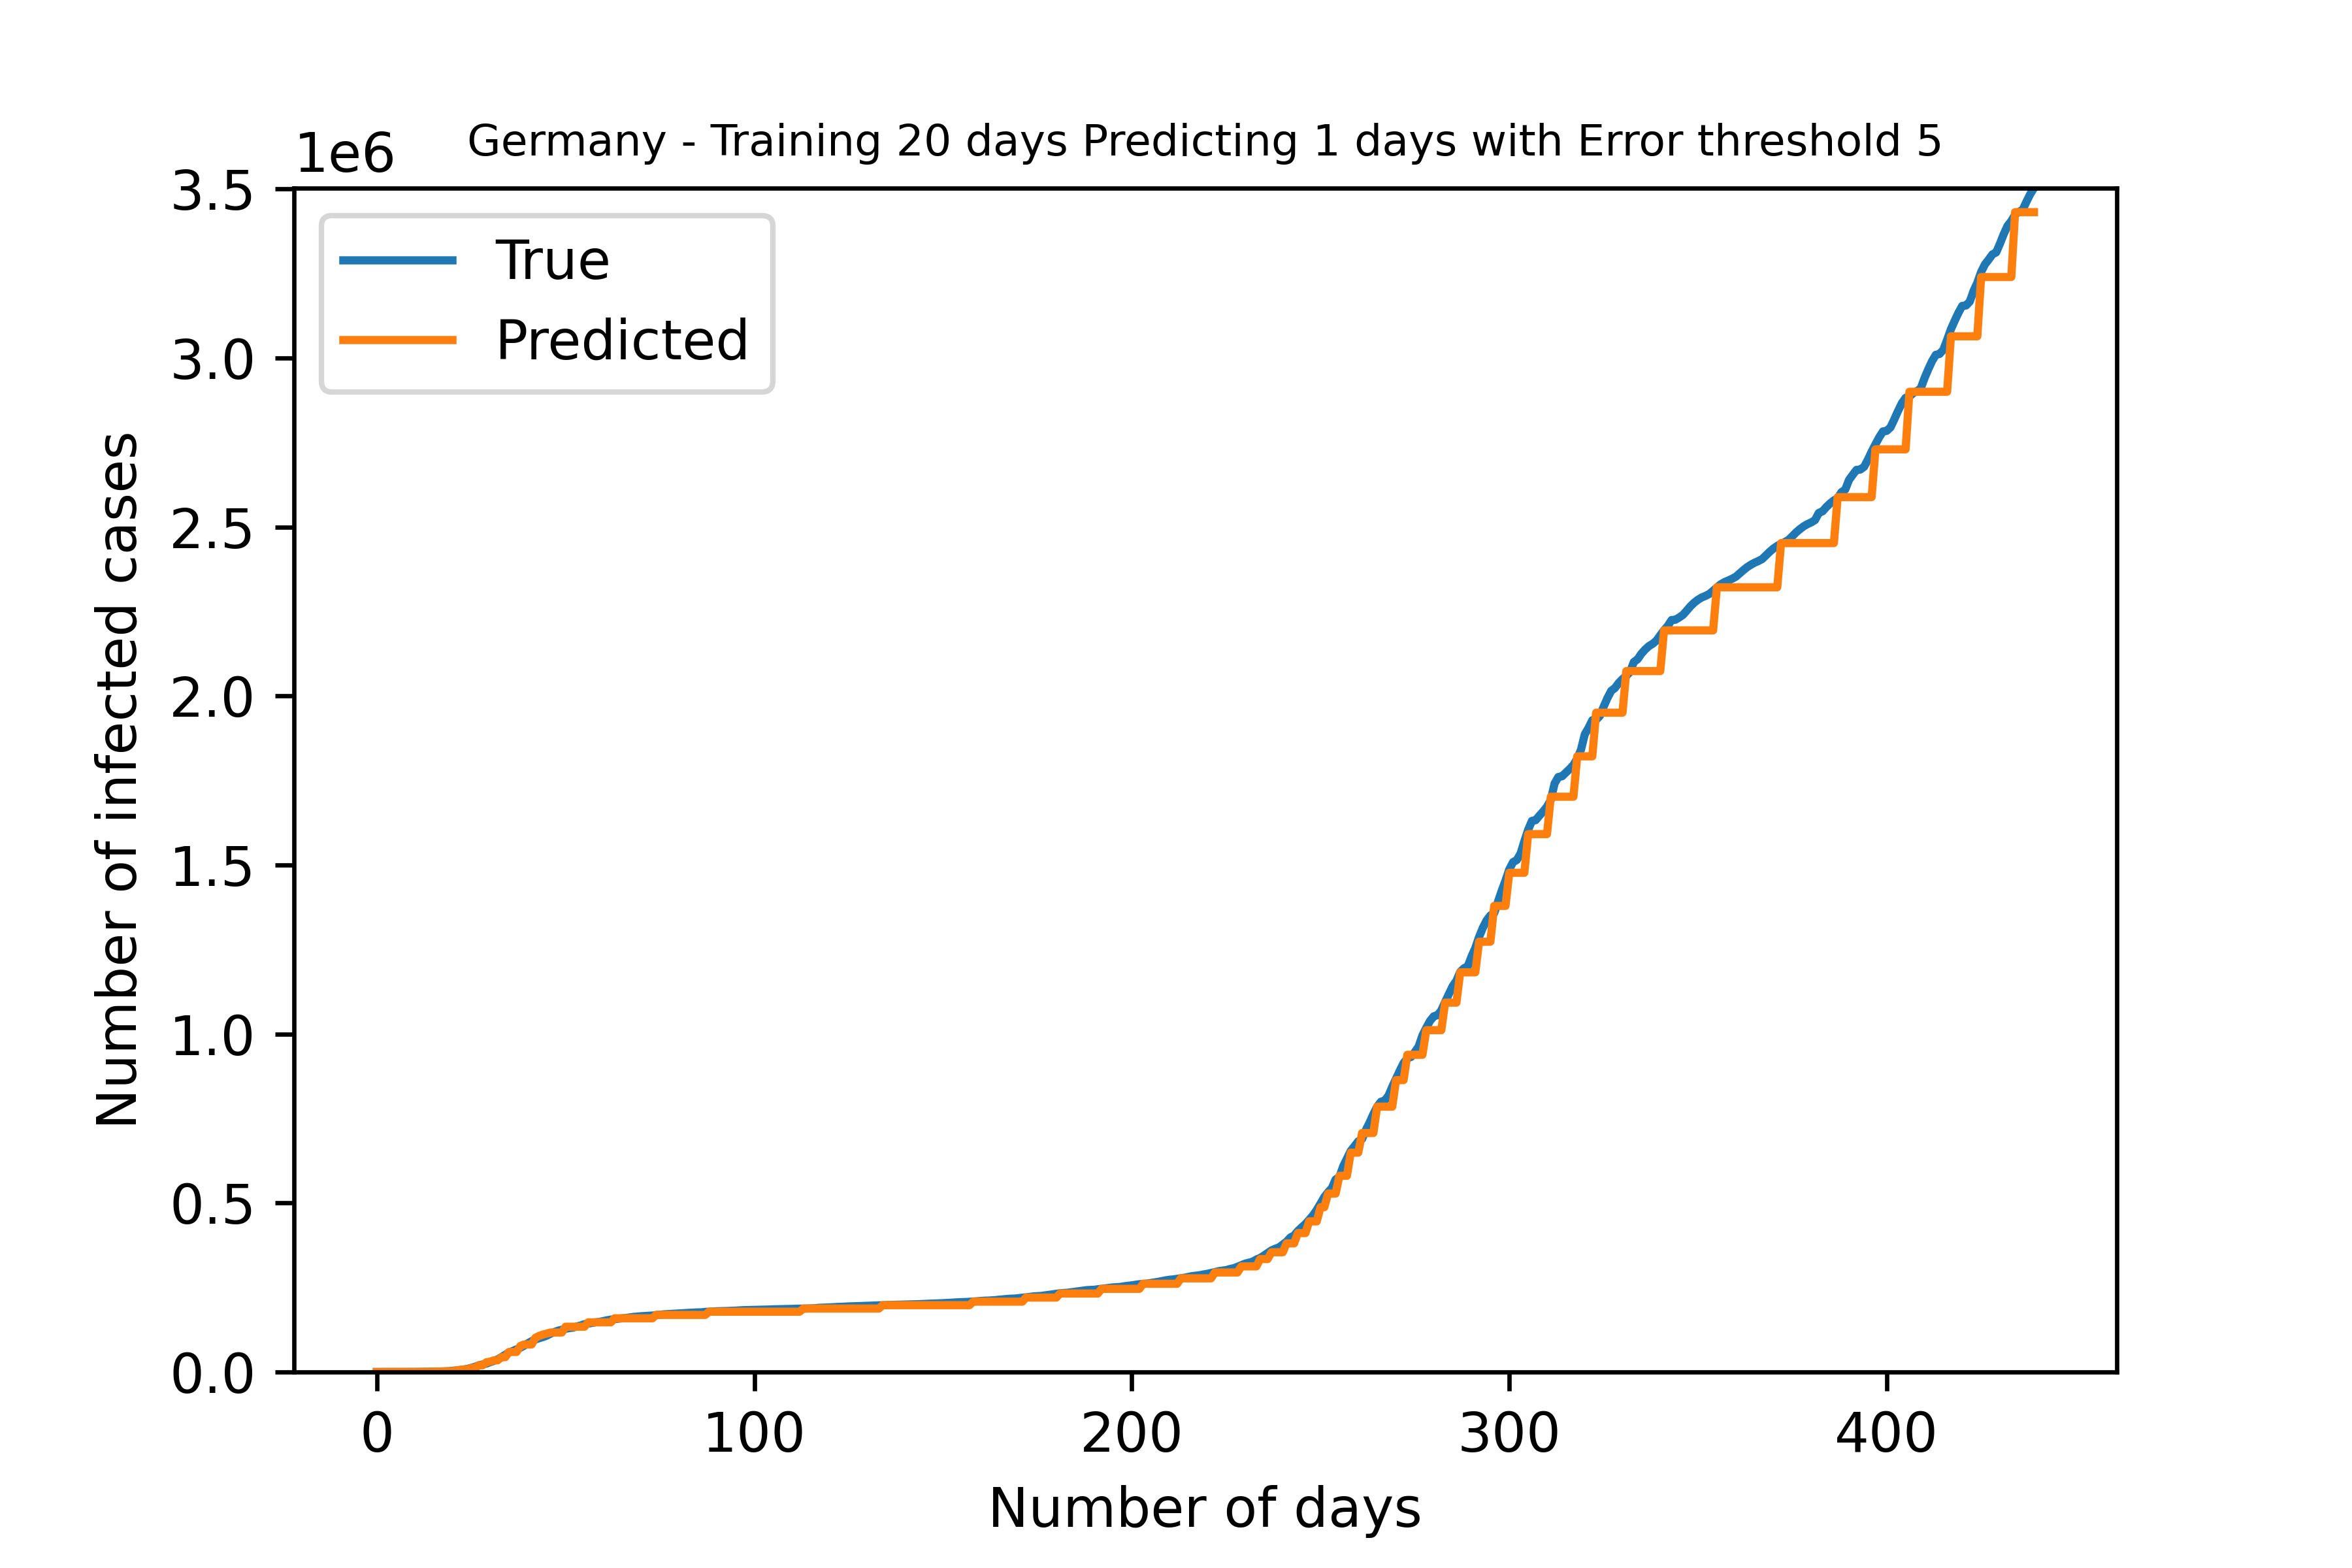 Germany - Training 20 days Predicting 1 days with Error threshold 5
1e6
3.5
3.0
2.5
2.0
1.5
1.0
0.5
0.0
Number of infected cases
True
Predicted
0 100 200 300 400
Number of days